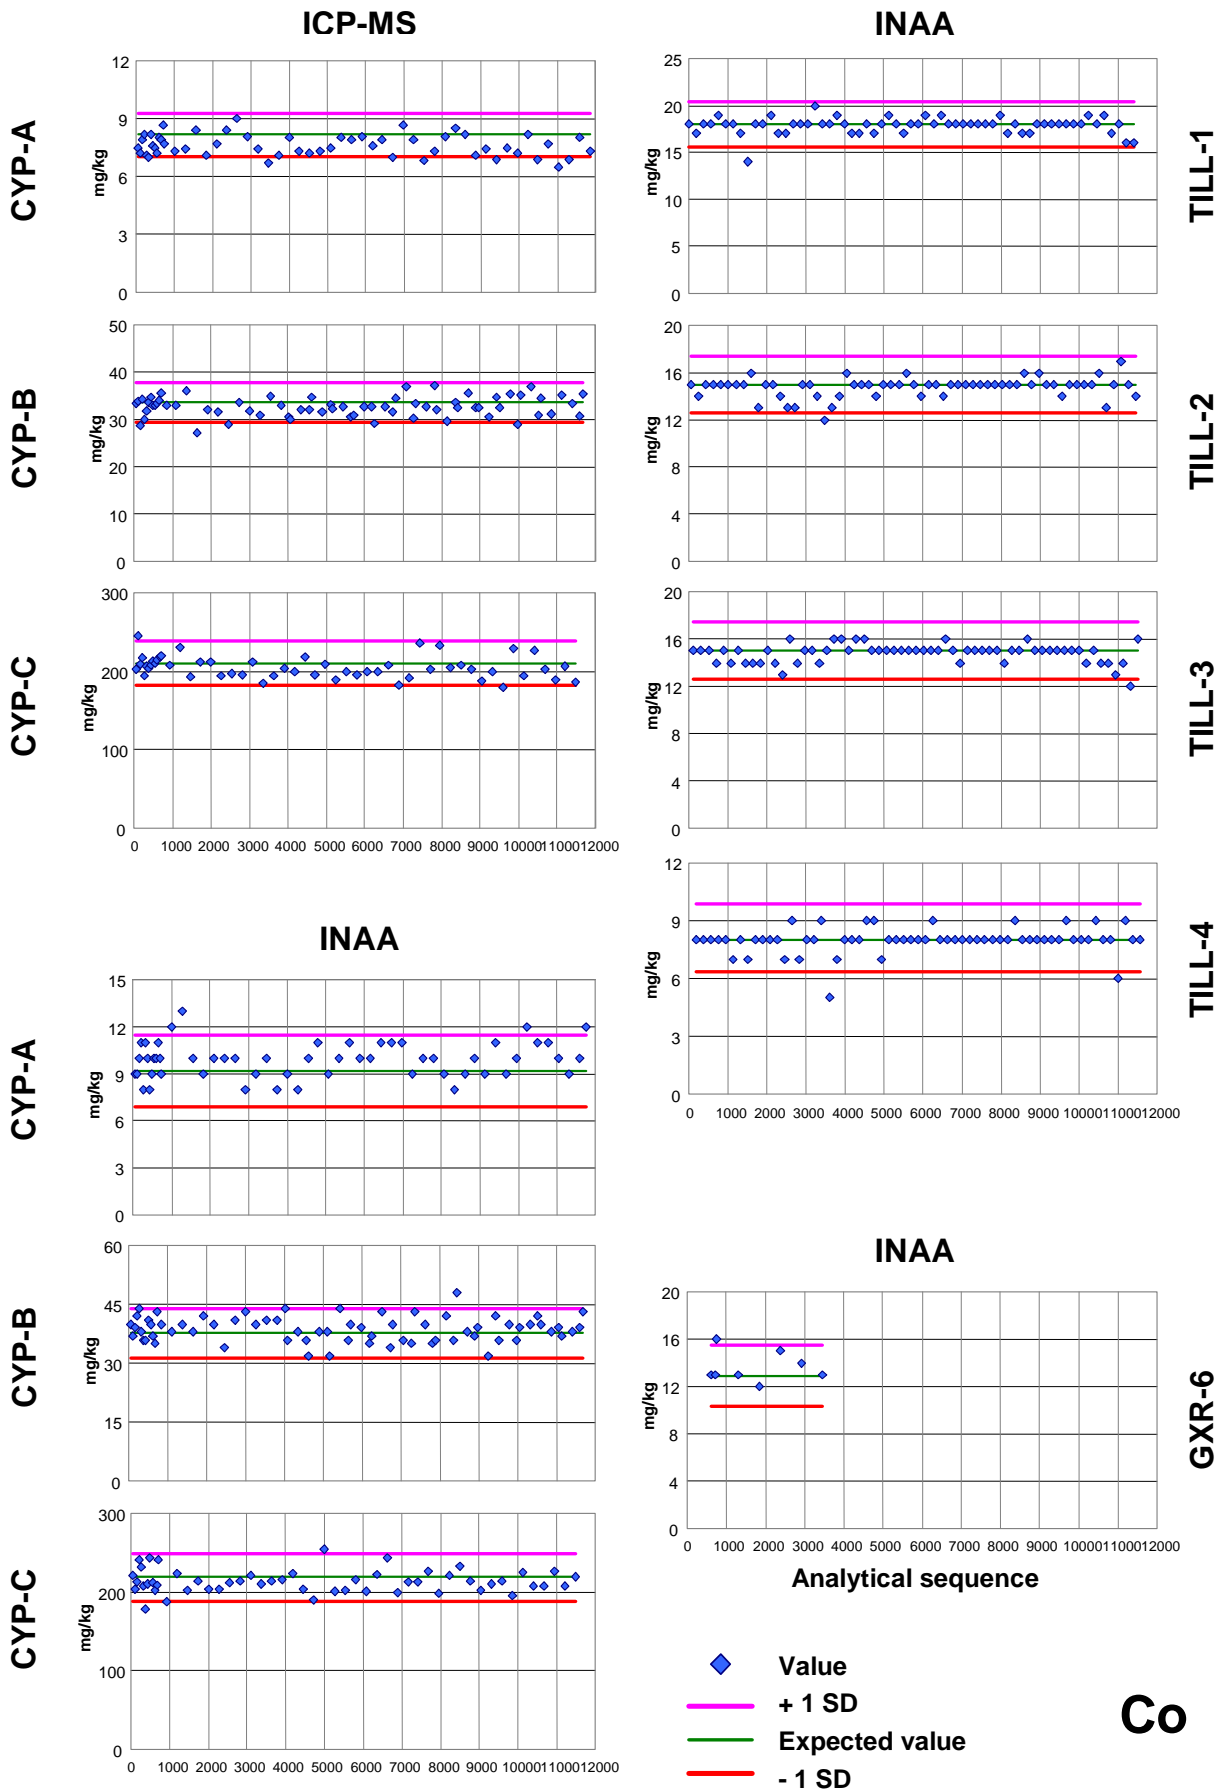 ICP-MS
CYP-A
mg/kg
12
9
6
3
0
CYP-B
mg/kg
50
40
30
20
10
0
CYP-C
mg/kg
300
200
100
0
0 1000 2000 3000 4000 5000 6000 7000 8000 9000 10000 11000 12000
INAA
CYP-A
mg/kg
15
12
9
6
3
0
CYP-B
mg/kg
60
45
30
15
0
CYP-C
mg/kg
300
200
100
0
0 1000 2000 3000 4000 5000 6000 7000 8000 9000 10000 11000 12000
INAA
TILL-1
mg/kg
25
20
15
10
5
0
TILL-2
mg/kg
20
16
12
8
4
0
TILL-3
mg/kg
20
16
12
8
4
0
TILL-4
mg/kg
12
9
6
3
0
0 1000 2000 3000 4000 5000 6000 7000 8000 9000 10000 11000 12000
INAA
GXR-6
mg/kg
20
16
12
8
4
0
0 1000 2000 3000 4000 5000 6000 7000 8000 9000 10000 11000 12000
Analytical sequence
Value
+ 1 SD
Expected value
- 1 SD
Co